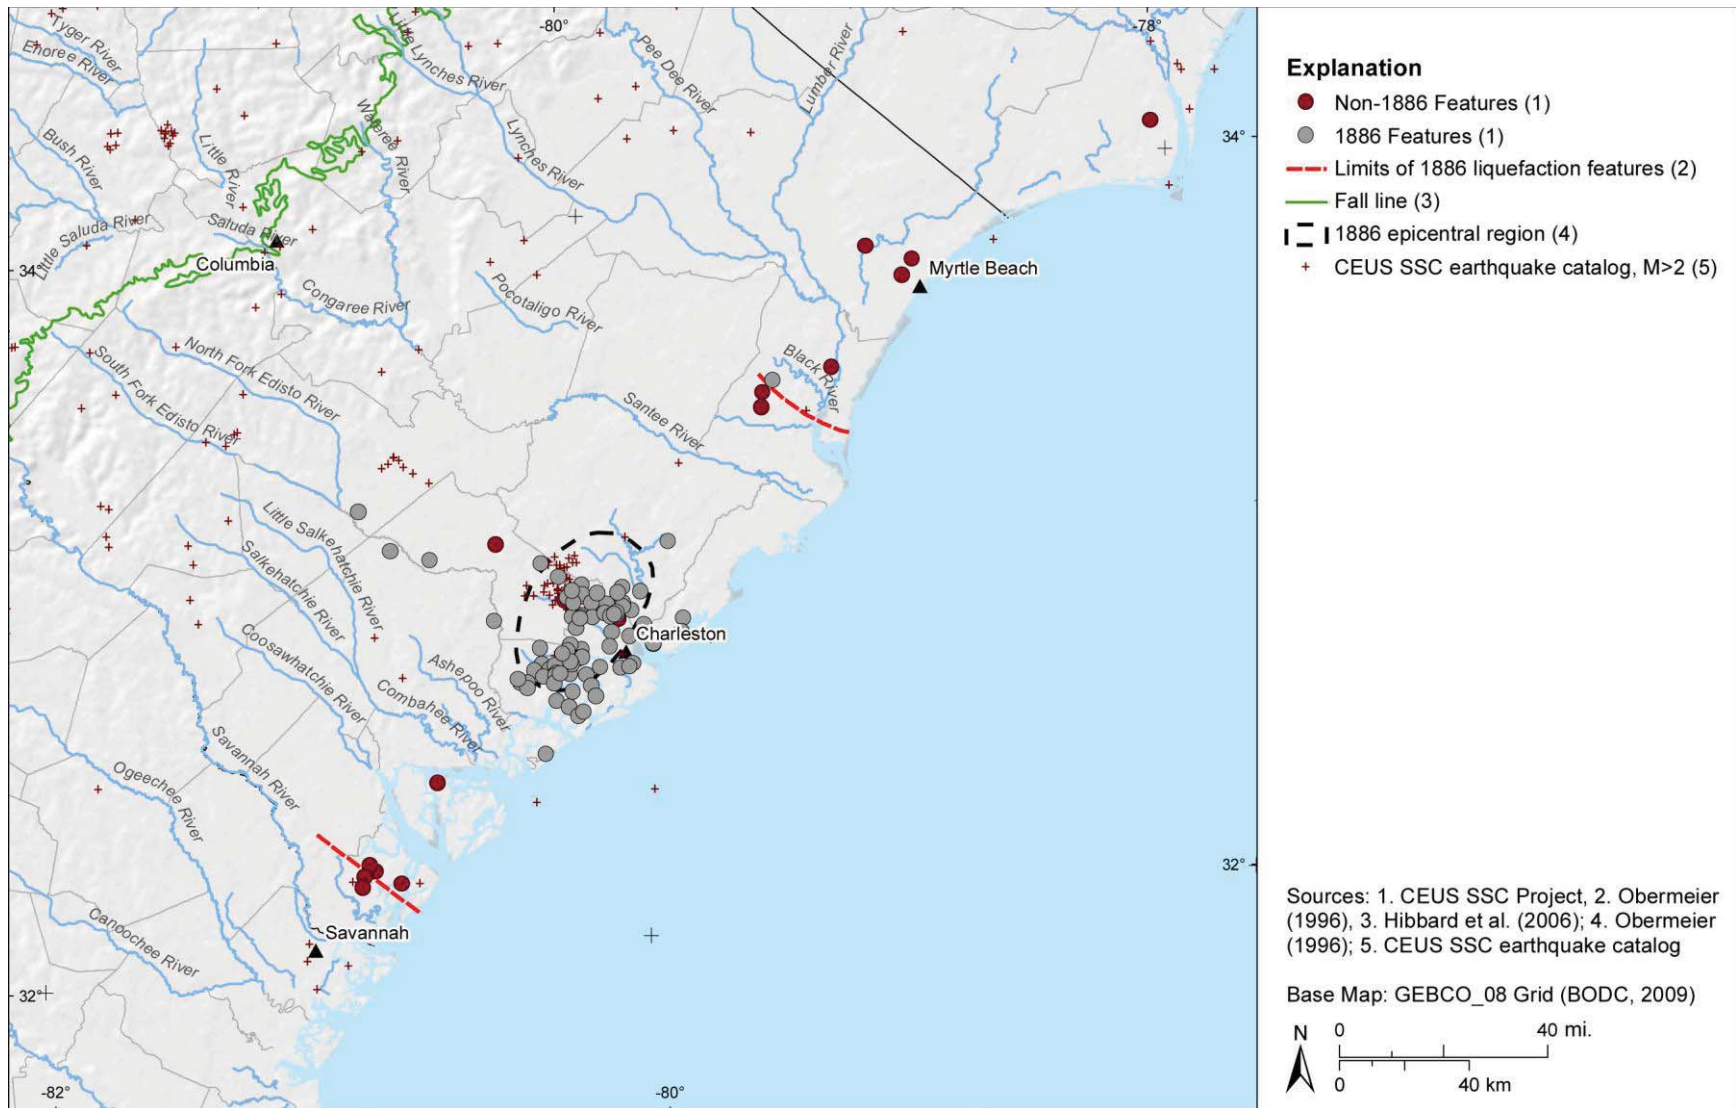 -80°
-78°
Tyger River
Enoree River
Little Lynches River
Pee Dee River
Lumber River
Bush River
Little River
Wateree River
Lynches River
34°
Little Saluda River
Saluda River
Columbia
34°
Congaree River
Pocotaligo River
Myrtle Beach
North Fork Edisto River
South Fork Edisto River
Black River
Santee River
Little Salkehatchie River
Salkehatchie River
Coosawhatchie River
Ashepoo River
Combahee River
Charleston
Savannah River
Ogeechee River
Canoochee River
Savannah
32°
32°
-82°
-80°
Explanation
Non-1886 Features (1)
1886 Features (1)
Limits of 1886 liquefaction features (2)
Fall line (3)
1886 epicentral region (4)
CEUS SSC earthquake catalog, M>2 (5)
Sources: 1. CEUS SSC Project, 2. Obermeier
(1996), 3. Hibbard et al. (2006); 4. Obermeier
(1996); 5. CEUS SSC earthquake catalog
Base Map: GEBCO_08 Grid (BODC, 2009)
N
0 40 mi.
0 40 km